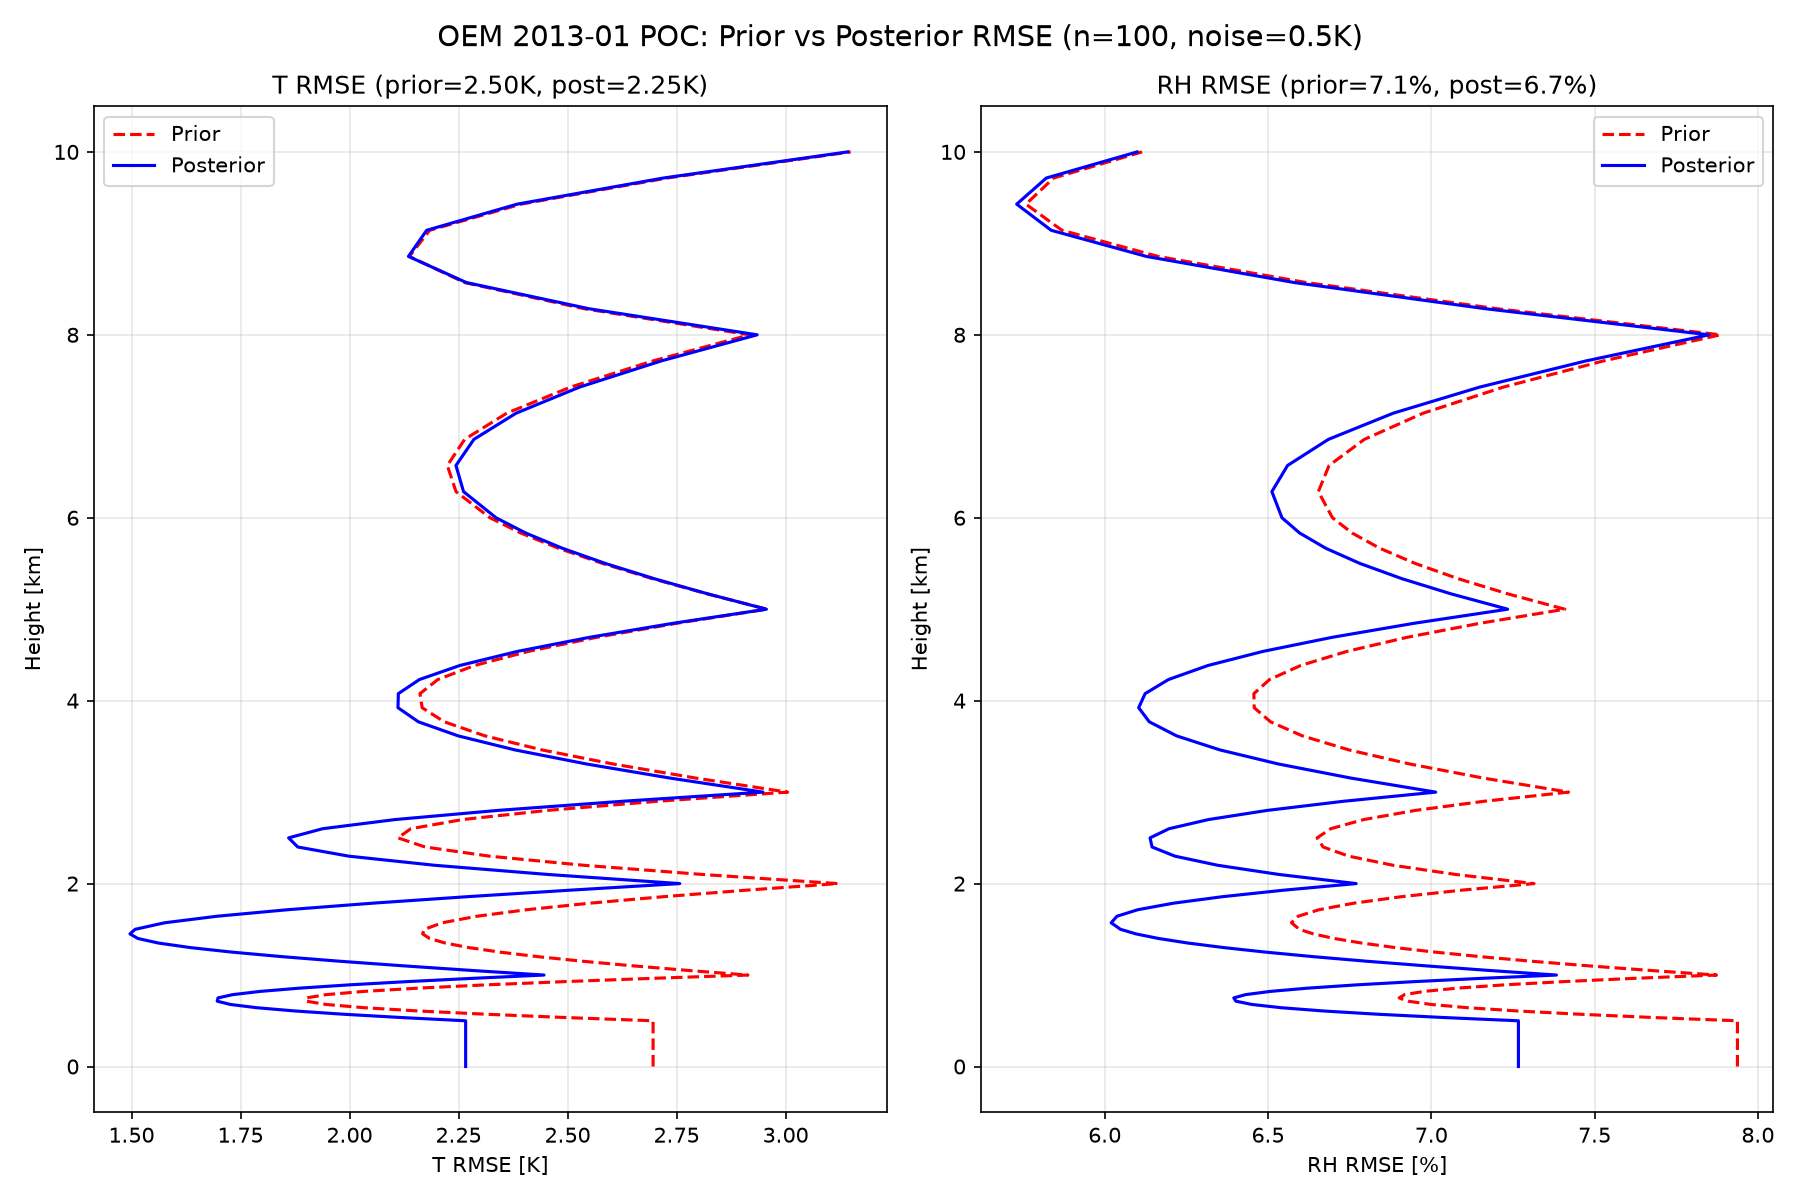 OEM 2013-01 POC: Prior vs Posterior RMSE (n=100, noise=0.5K)
T RMSE (prior=2.50K, post=2.25K)
Prior
Posterior
10
8
6
4
2
0
Height [km]
1.50 1.75 2.00 2.25 2.50 2.75 3.00
T RMSE [K]
RH RMSE (prior=7.1%, post=6.7%)
Prior
Posterior
10
8
6
4
2
0
Height [km]
6.0 6.5 7.0 7.5 8.0
RH RMSE [%]